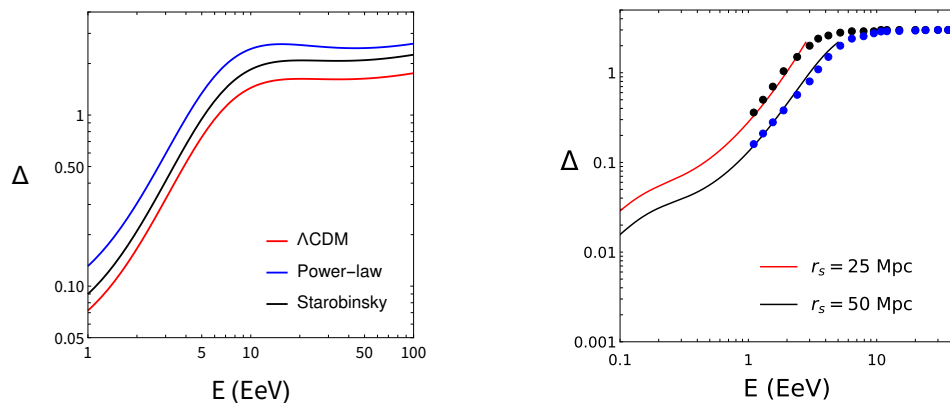 1
0.50
0.10
0.05
Δ
ΛCDM
Power-law
Starobinsky
1 5 10 50 100
E (EeV)
1
0.1
0.01
0.001
Δ
r_s = 25 Mpc
r_s = 50 Mpc
0.1 1 10
E (EeV)